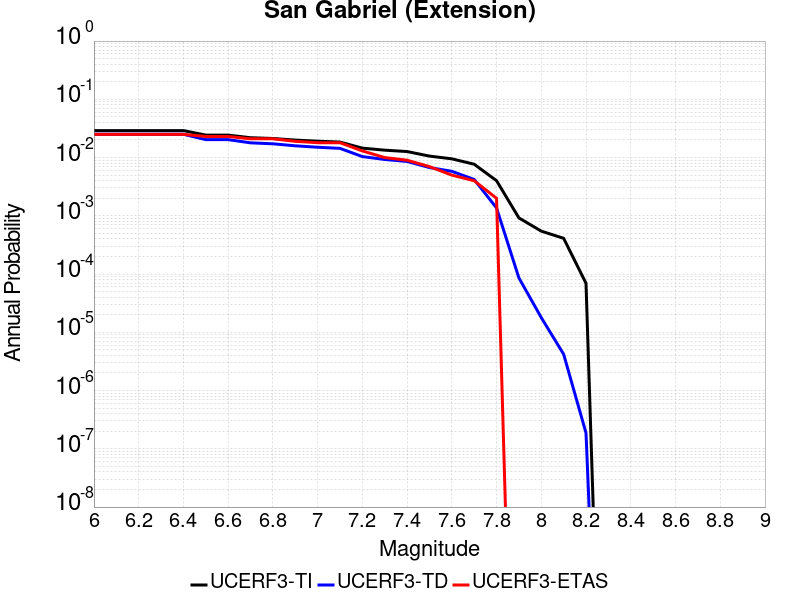 San Gabriel (Extension)
10^0
10^-1
10^-2
10^-3
10^-4
10^-5
10^-6
10^-7
10^-8
Annual Probability
6 6.2 6.4 6.6 6.8 7 7.2 7.4 7.6 7.8 8 8.2 8.4 8.6 8.8 9
Magnitude
UCERF3-TI UCERF3-TD UCERF3-ETAS